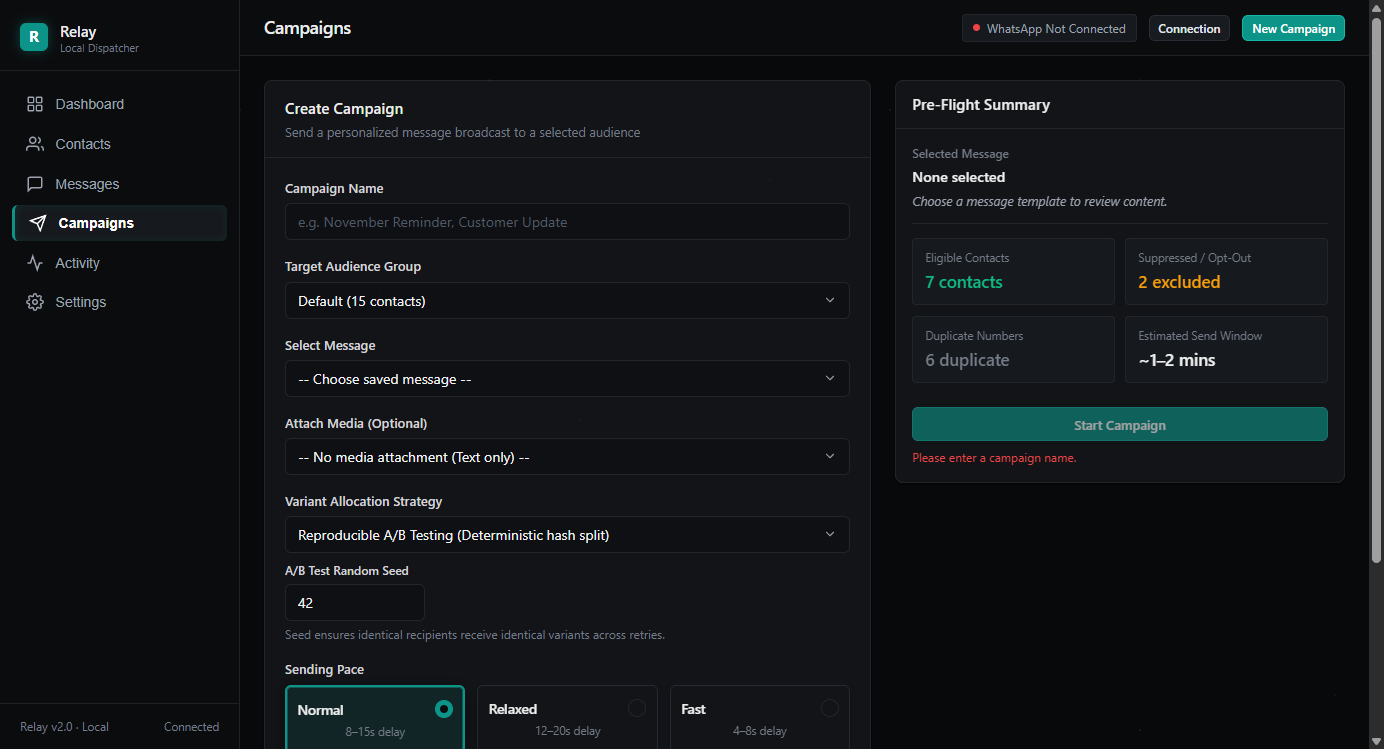 R
Relay
Local Dispatcher
Dashboard
Contacts
Messages
Campaigns
Activity
Settings
Relay v2.0 · Local
Connected
Campaigns
WhatsApp Not Connected
Connection
New Campaign
Create Campaign
Send a personalized message broadcast to a selected audience
Campaign Name
e.g. November Reminder, Customer Update
Target Audience Group
Default (15 contacts)
Select Message
-- Choose saved message --
Attach Media (Optional)
-- No media attachment (Text only) --
Variant Allocation Strategy
Reproducible A/B Testing (Deterministic hash split)
A/B Test Random Seed
42
Seed ensures identical recipients receive identical variants across retries.
Sending Pace
Normal
8–15s delay
Relaxed
12–20s delay
Fast
4–8s delay
Pre-Flight Summary
Selected Message
None selected
Choose a message template to review content.
Eligible Contacts
7 contacts
Suppressed / Opt-Out
2 excluded
Duplicate Numbers
6 duplicate
Estimated Send Window
~1–2 mins
Start Campaign
Please enter a campaign name.